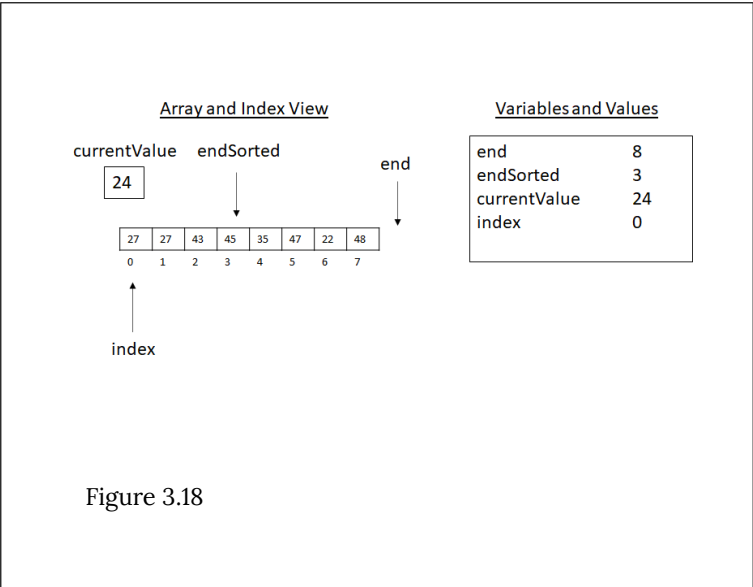 Array and Index View
currentValue endSorted
end
24
27 27 43 45 35 47 22 48
0 1 2 3 4 5 6 7
index
Variables and Values
end 8
endSorted 3
currentValue 24
index 0
Figure 3.18